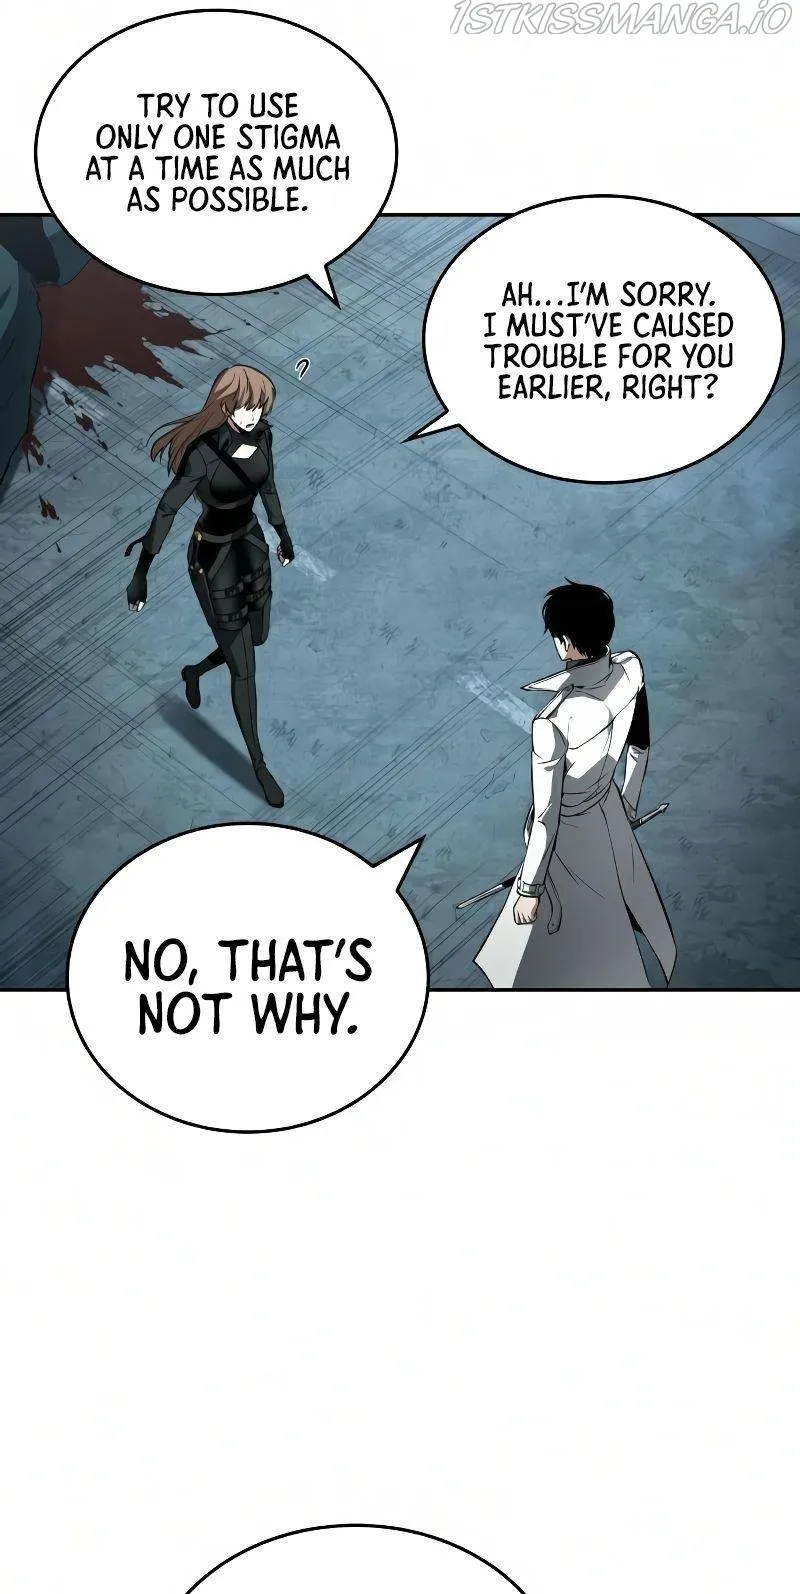 1STKISSMANGA.IO
TRY TO USE
ONLY ONE STIGMA
AT A TIME AS MUCH
AS POSSIBLE.
AH...I'M SORRY.
I MUST'VE CAUSED
TROUBLE FOR YOU
EARLIER, RIGHT?
?
NO, THAT'S
NOT WHY.